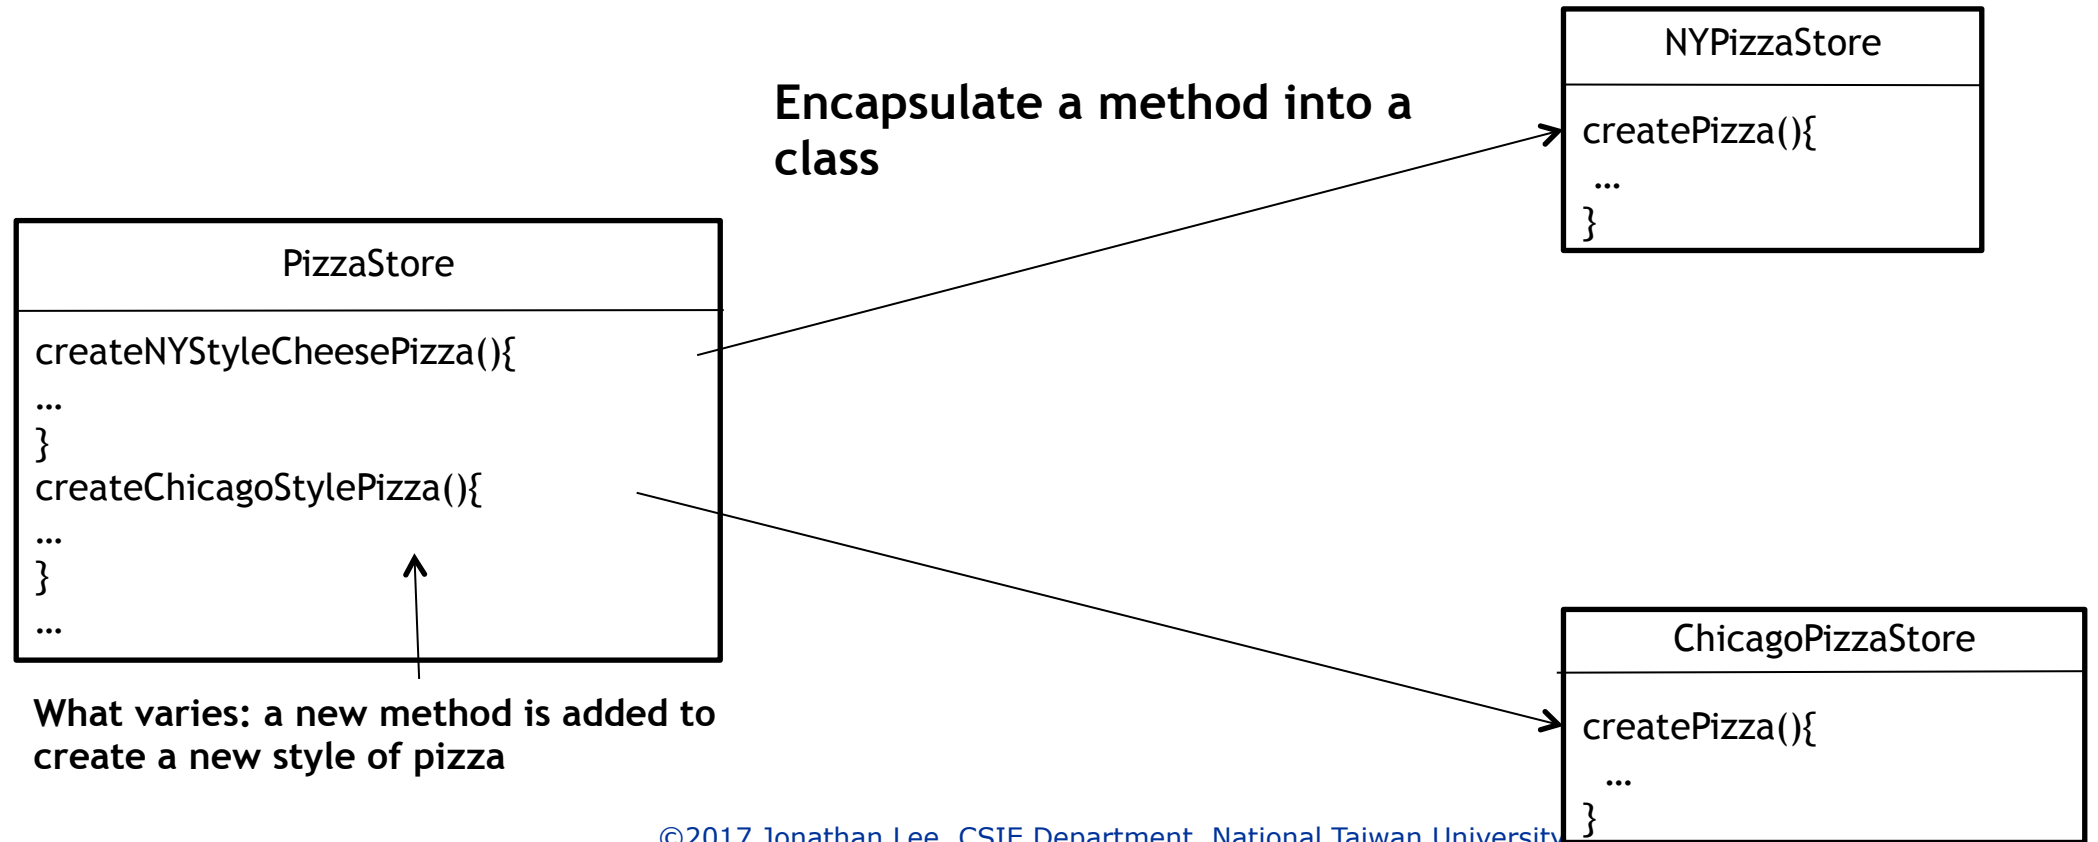 NYPizzaStore
createPizza(){
…
}
Encapsulate a method into a
class
PizzaStore
createNYStyleCheesePizza(){
…
}
createChicagoStylePizza(){
…
}
…
What varies: a new method is added to
create a new style of pizza
ChicagoPizzaStore
createPizza(){
…
}
©2017 Jonathan Lee, CSIE Department, National Taiwan University